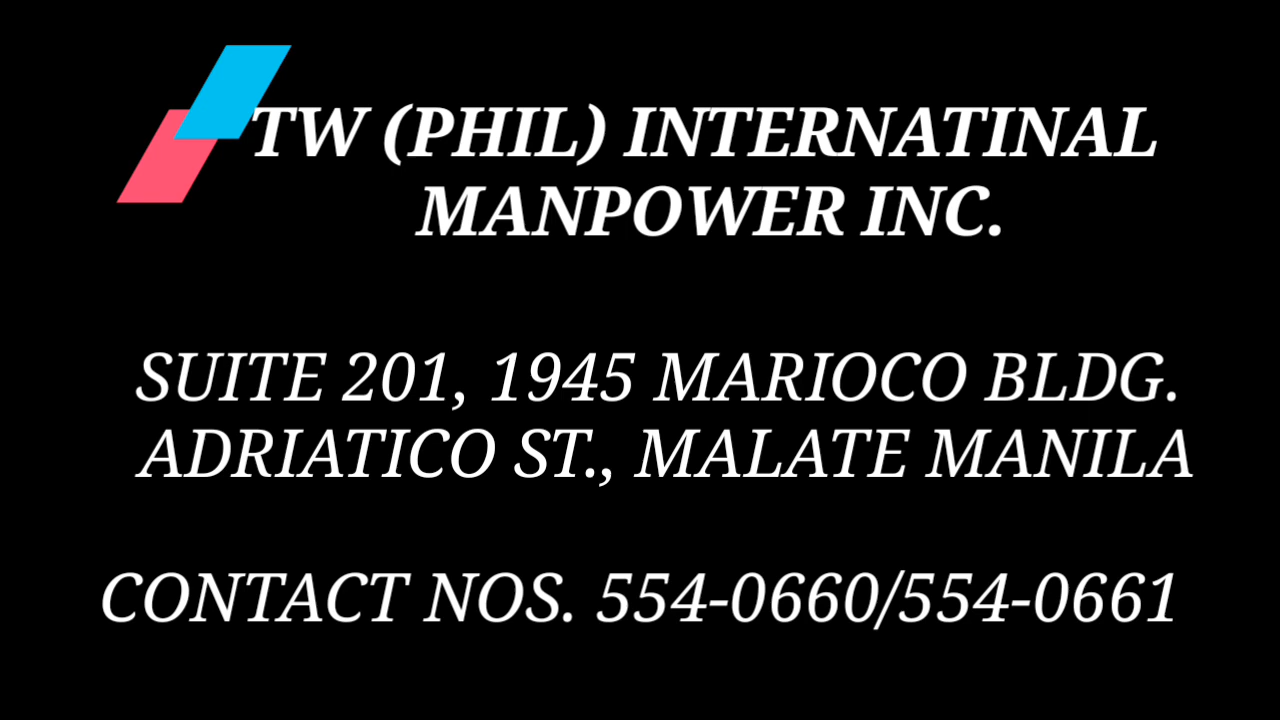 TW (PHIL) INTERNATINAL
MANPOWER INC.
SUITE 201, 1945 MARIOCO BLDG.
ADRIATICO ST., MALATE MANILA
CONTACT NOS. 554-0660/554-0661